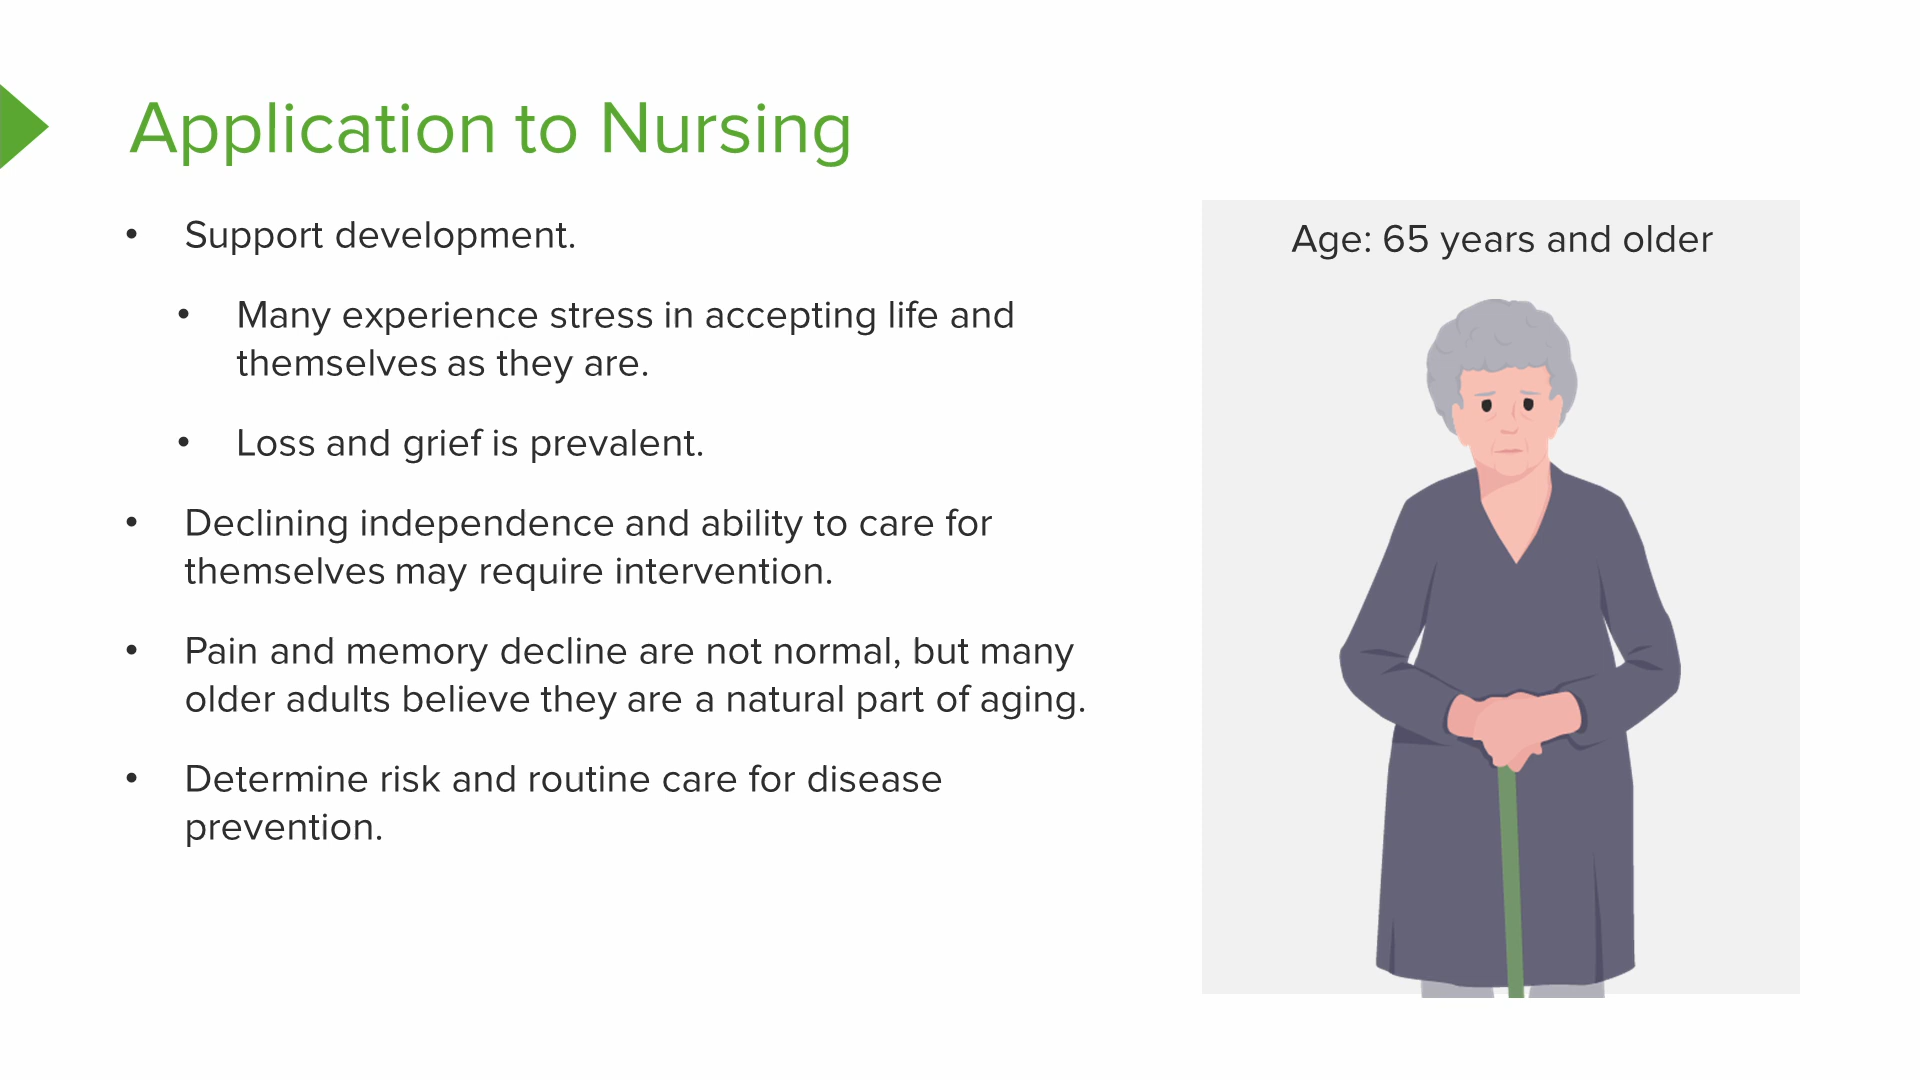 Application to Nursing
• Support development.
• Many experience stress in accepting life and
themselves as they are.
• Loss and grief is prevalent.
• Declining independence and ability to care for
themselves may require intervention.
• Pain and memory decline are not normal, but many
older adults believe they are a natural part of aging.
• Determine risk and routine care for disease
prevention.
Age: 65 years and older